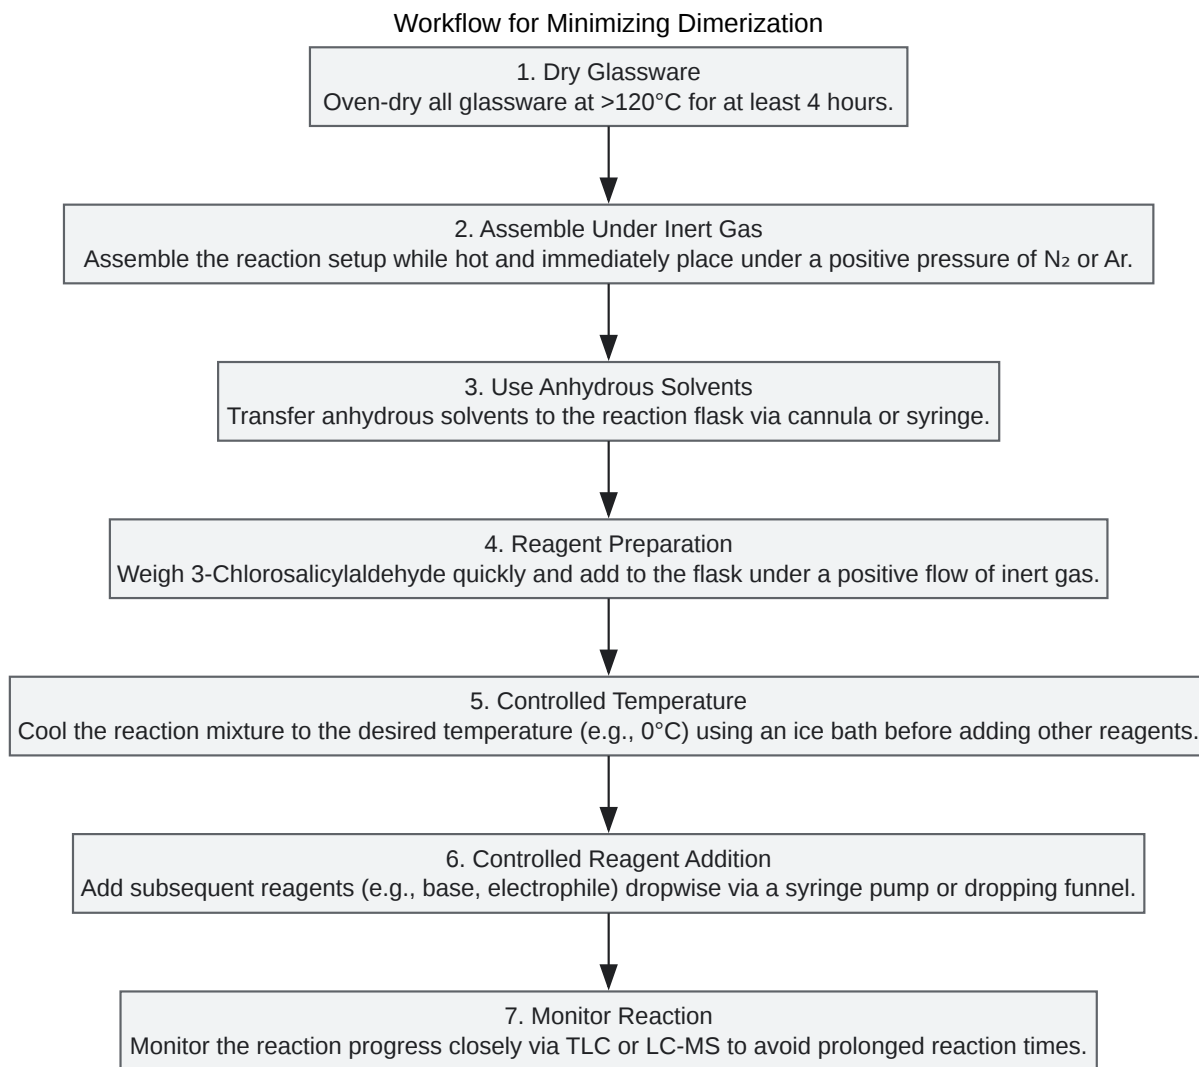 Workflow for Minimizing Dimerization
1. Dry Glassware
Oven-dry all glassware at >120°C for at least 4 hours.
2. Assemble Under Inert Gas
Assemble the reaction setup while hot and immediately place under a positive pressure of N₂ or Ar.
3. Use Anhydrous Solvents
Transfer anhydrous solvents to the reaction flask via cannula or syringe.
4. Reagent Preparation
Weigh 3-Chlorosalicylaldehyde quickly and add to the flask under a positive flow of inert gas.
5. Controlled Temperature
Cool the reaction mixture to the desired temperature (e.g., 0°C) using an ice bath before adding other reagents.
6. Controlled Reagent Addition
Add subsequent reagents (e.g., base, electrophile) dropwise via a syringe pump or dropping funnel.
7. Monitor Reaction
Monitor the reaction progress closely via TLC or LC-MS to avoid prolonged reaction times.